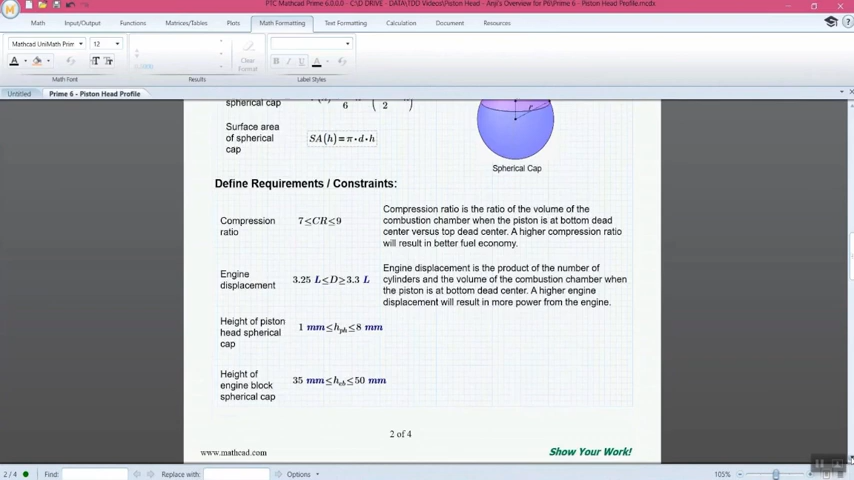 PTC Mathcad Prime 6.0.0.0 - C:\D DRIVE - DATA\TDD Videos\Piston Head - Anji's Overview for P6\Prime 6 - Piston Head Profile.mcdx
Math Input/Output Functions Matrices/Tables Plots Math Formatting Text Formatting Calculation Document Resources
Mathcad UniMath Prim 12
Clear
Format
Math Font Results Label Styles
Untitled Prime 6 - Piston Head Profile.mcdx
spherical cap 6 2
r
Surface area
of spherical
cap
SA(h)=π·d·h
Spherical Cap
Define Requirements / Constraints:
Compression
ratio
7≤CR≤9
Compression ratio is the ratio of the volume of the
combustion chamber when the piston is at bottom dead
center versus top dead center. A higher compression ratio
will result in better fuel economy.
Engine
displacement
3.25 L≤D≥3.3 L
Engine displacement is the product of the number of
cylinders and the volume of the combustion chamber when
the piston is at bottom dead center. A higher engine
displacement will result in more power from the engine.
Height of piston
head spherical
cap
1 mm≤hph≤8 mm
Height of
engine block
spherical cap
35 mm≤heb≤50 mm
2 of 4
www.mathcad.com Show Your Work!
2 / 4 Find: Replace with: Options 105%